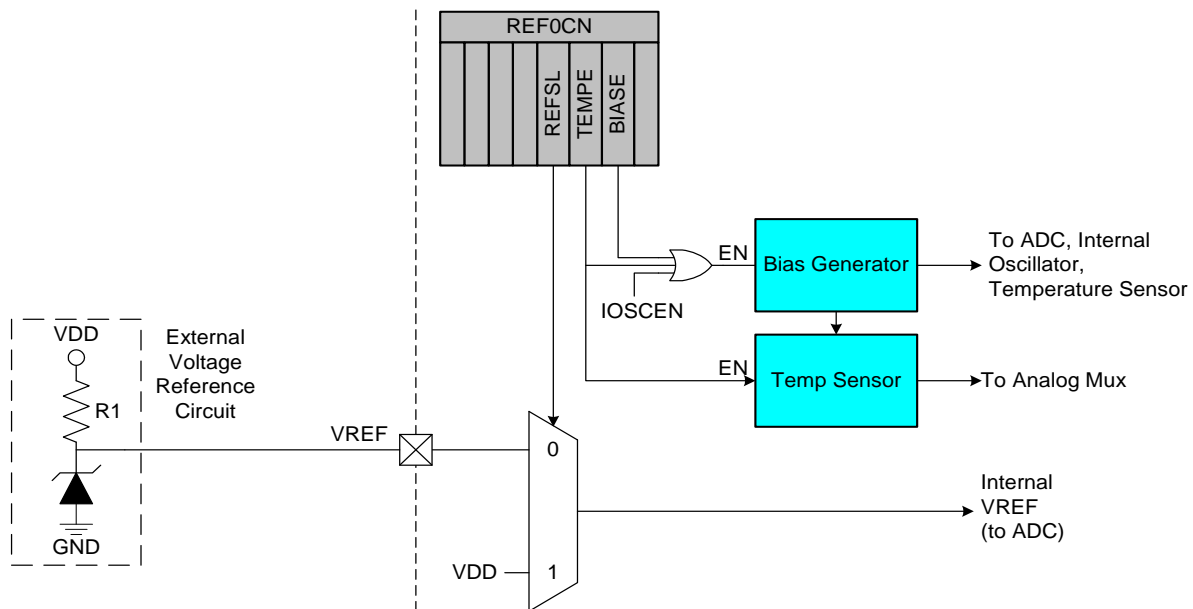 REF0CN
REFSL
TEMPE
BIASE
EN
Bias Generator
To ADC, Internal
Oscillator,
Temperature Sensor
IOSCEN
EN
Temp Sensor
To Analog Mux
VDD
R1
GND
External
Voltage
Reference
Circuit
VREF
0
VDD
1
Internal
VREF
(to ADC)